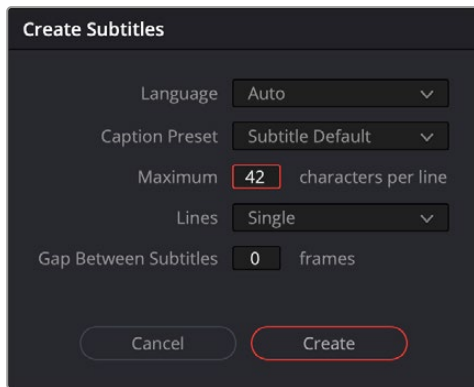 Create Subtitles
Language Auto
Caption Preset Subtitle Default
Maximum 42 characters per line
Lines Single
Gap Between Subtitles 0 frames
Cancel Create